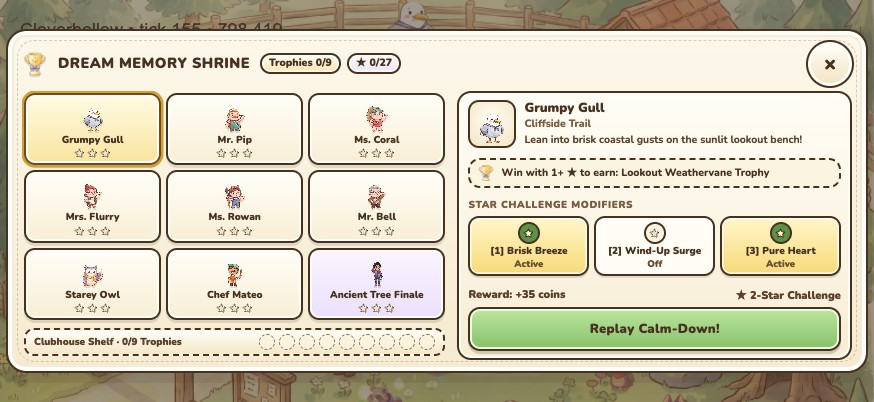 Cloverhollow • tick 155 · 798,410
DREAM MEMORY SHRINE
Trophies 0/9
★ 0/27
×
Grumpy Gull
☆ ☆ ☆
Mr. Pip
☆ ☆ ☆
Ms. Coral
☆ ☆ ☆
Mrs. Flurry
☆ ☆ ☆
Ms. Rowan
☆ ☆ ☆
Mr. Bell
☆ ☆ ☆
Starey Owl
☆ ☆ ☆
Chef Mateo
☆ ☆ ☆
Ancient Tree Finale
☆ ☆ ☆
Clubhouse Shelf · 0/9 Trophies
Grumpy Gull
Cliffside Trail
Lean into brisk coastal gusts on the sunlit lookout bench!
Win with 1+ ★ to earn: Lookout Weathervane Trophy
STAR CHALLENGE MODIFIERS
[1] Brisk Breeze
Active
[2] Wind-Up Surge
Off
[3] Pure Heart
Active
Reward: +35 coins
★ 2-Star Challenge
Replay Calm-Down!